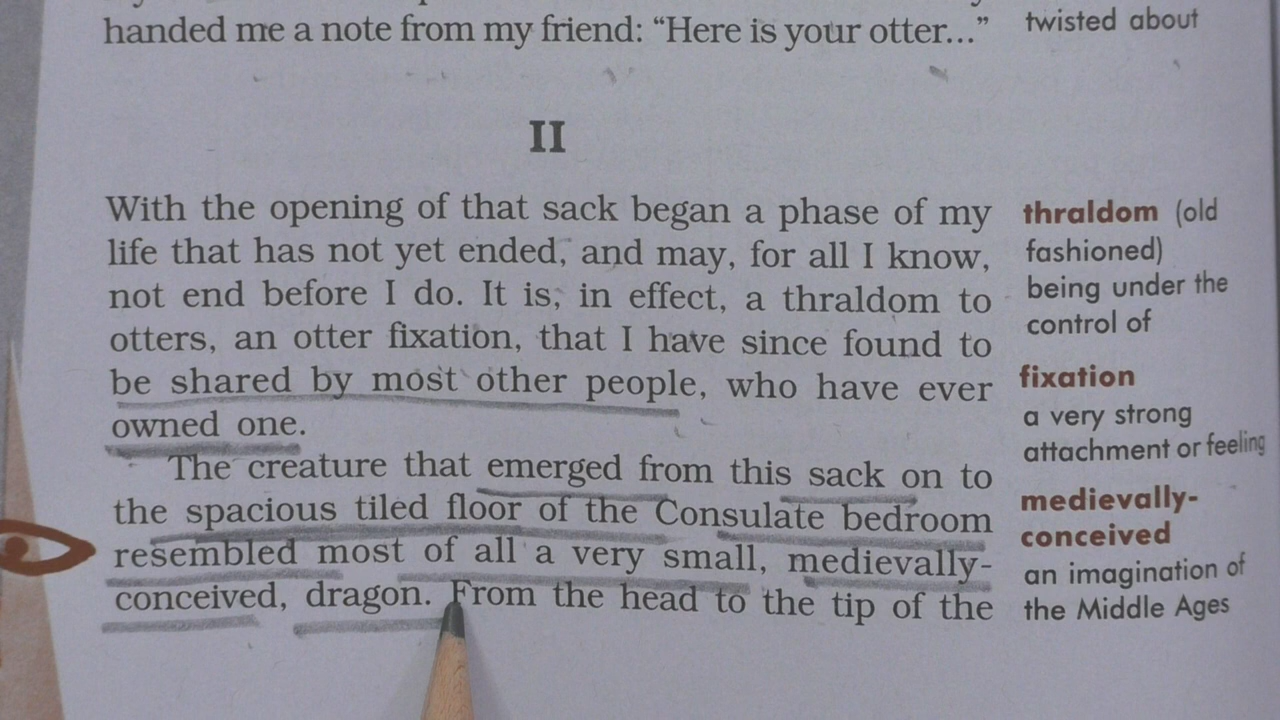 handed me a note from my friend: “Here is your otter...”
twisted about
II
With the opening of that sack began a phase of my
life that has not yet ended, and may, for all I know,
not end before I do. It is, in effect, a thraldom to
otters, an otter fixation, that I have since found to
be shared by most other people, who have ever
owned one.
The creature that emerged from this sack on to
the spacious tiled floor of the Consulate bedroom
resembled most of all a very small, medievally-
conceived, dragon. From the head to the tip of the
thraldom (old
fashioned)
being under the
control of
fixation
a very strong
attachment or feeling
medievally-
conceived
an imagination of
the Middle Ages